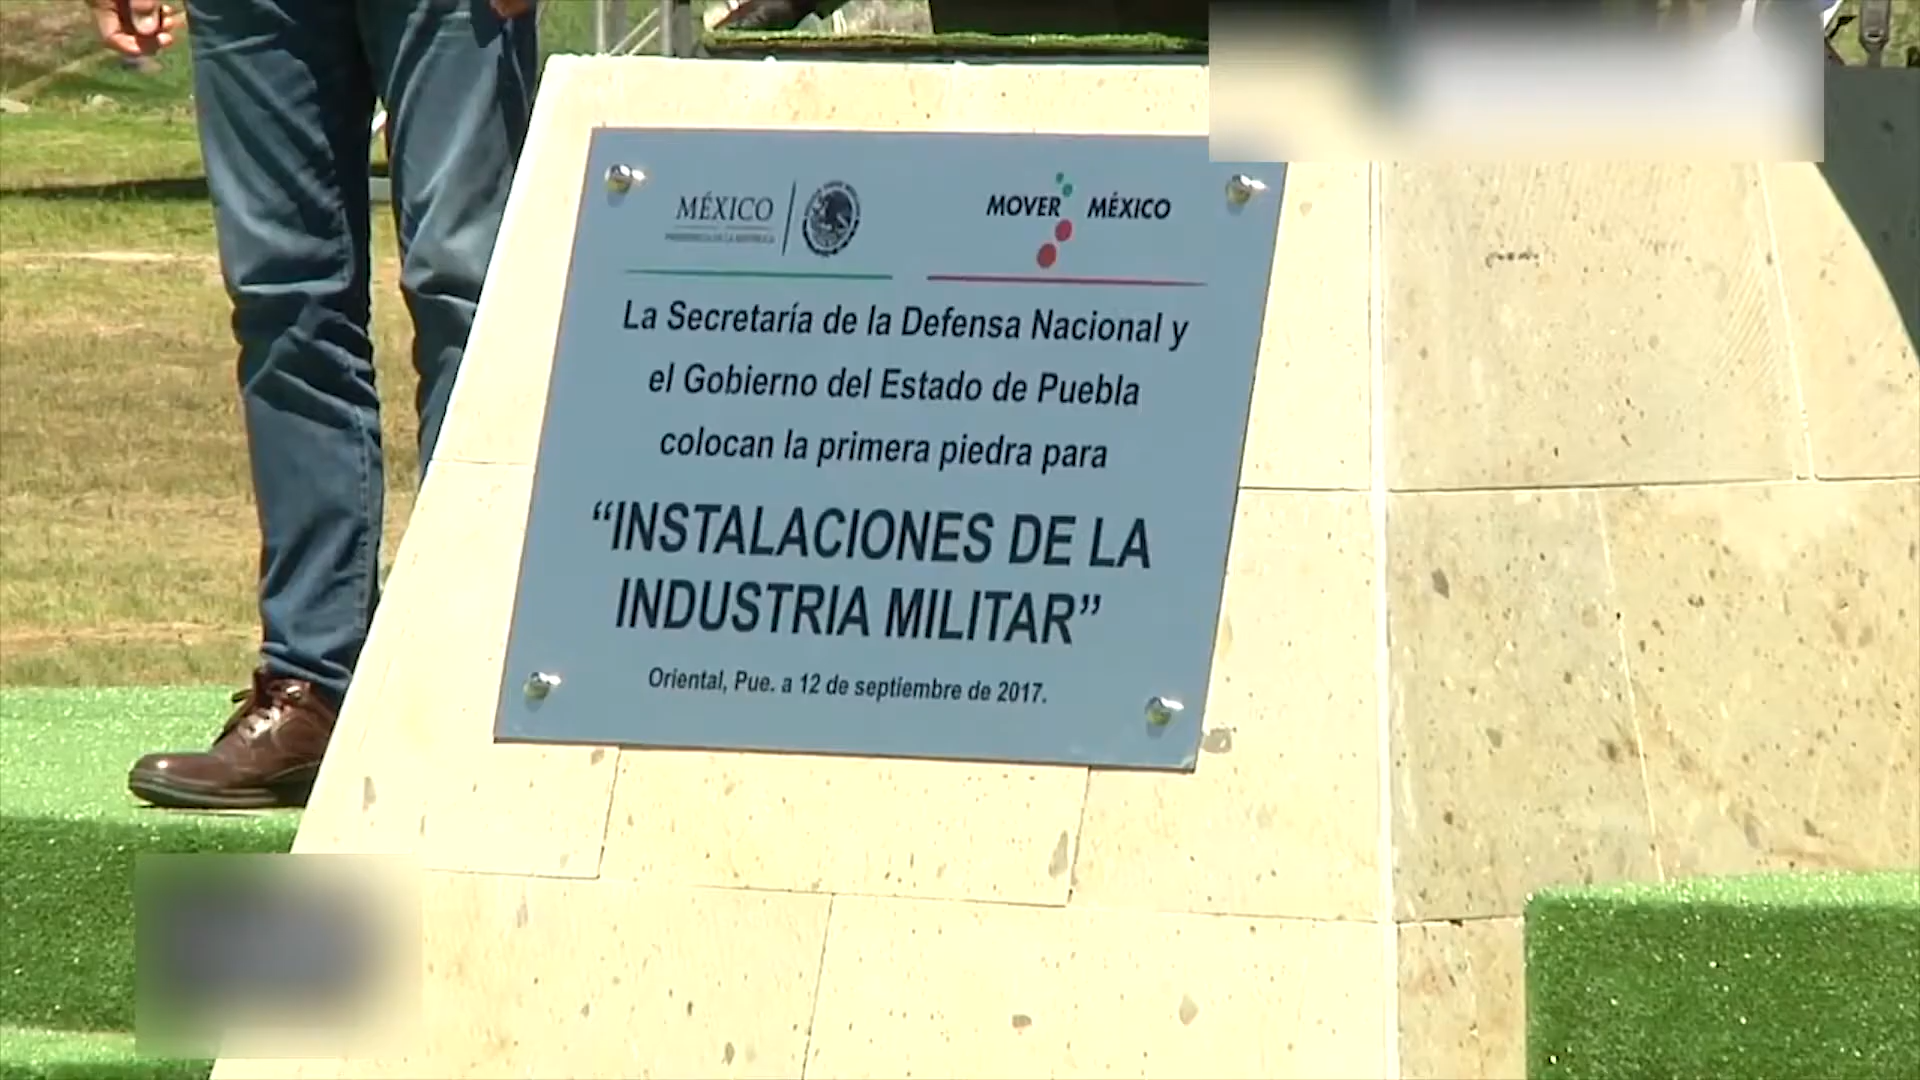 MÉXICO
PRESIDENCIA DE LA REPÚBLICA
MOVER MÉXICO
La Secretaría de la Defensa Nacional y
el Gobierno del Estado de Puebla
colocan la primera piedra para
“INSTALACIONES DE LA
INDUSTRIA MILITAR”
Oriental, Pue. a 12 de septiembre de 2017.